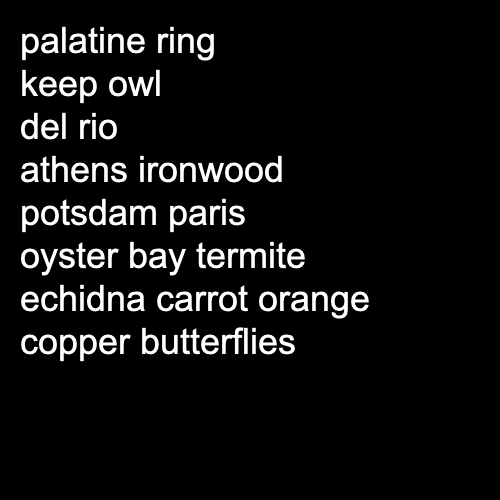 palatine ring
keep owl
del rio
athens ironwood
potsdam paris
oyster bay termite
echidna carrot orange
copper butterflies